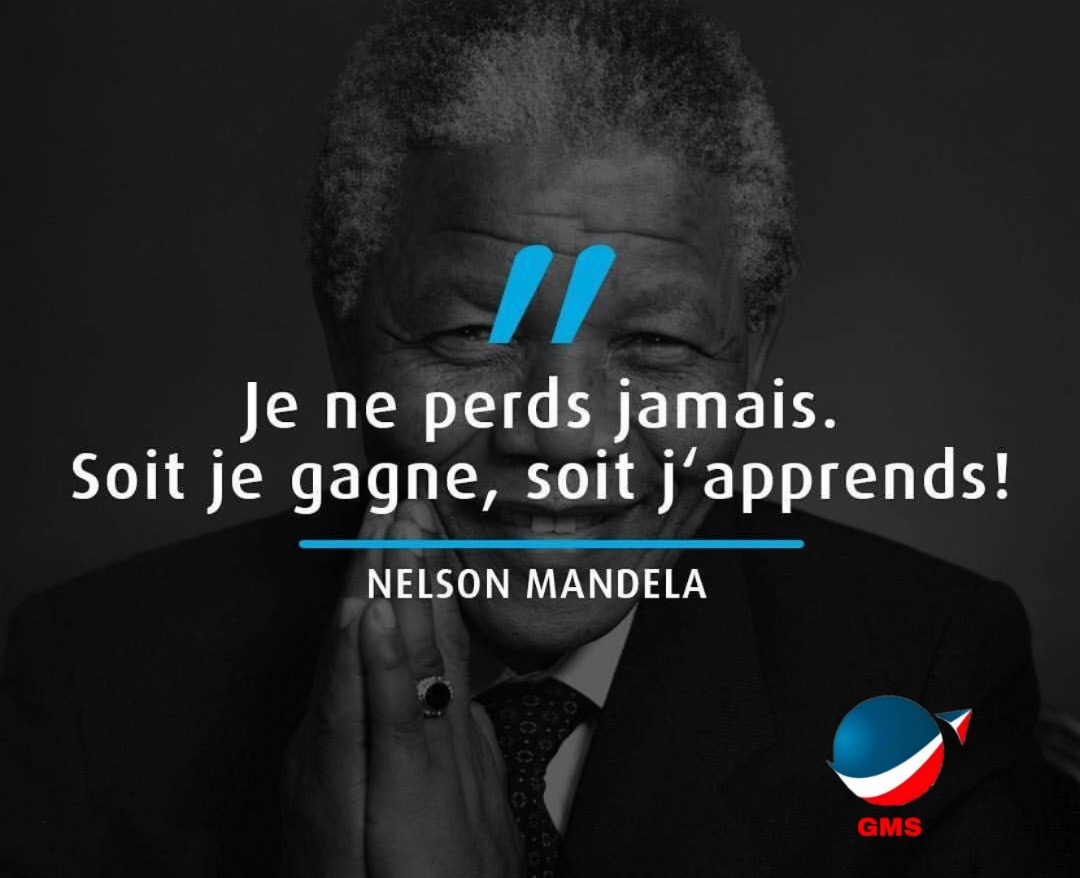 Je ne perds jamais.
Soit je gagne, soit j‘apprends!
NELSON MANDELA
GMS